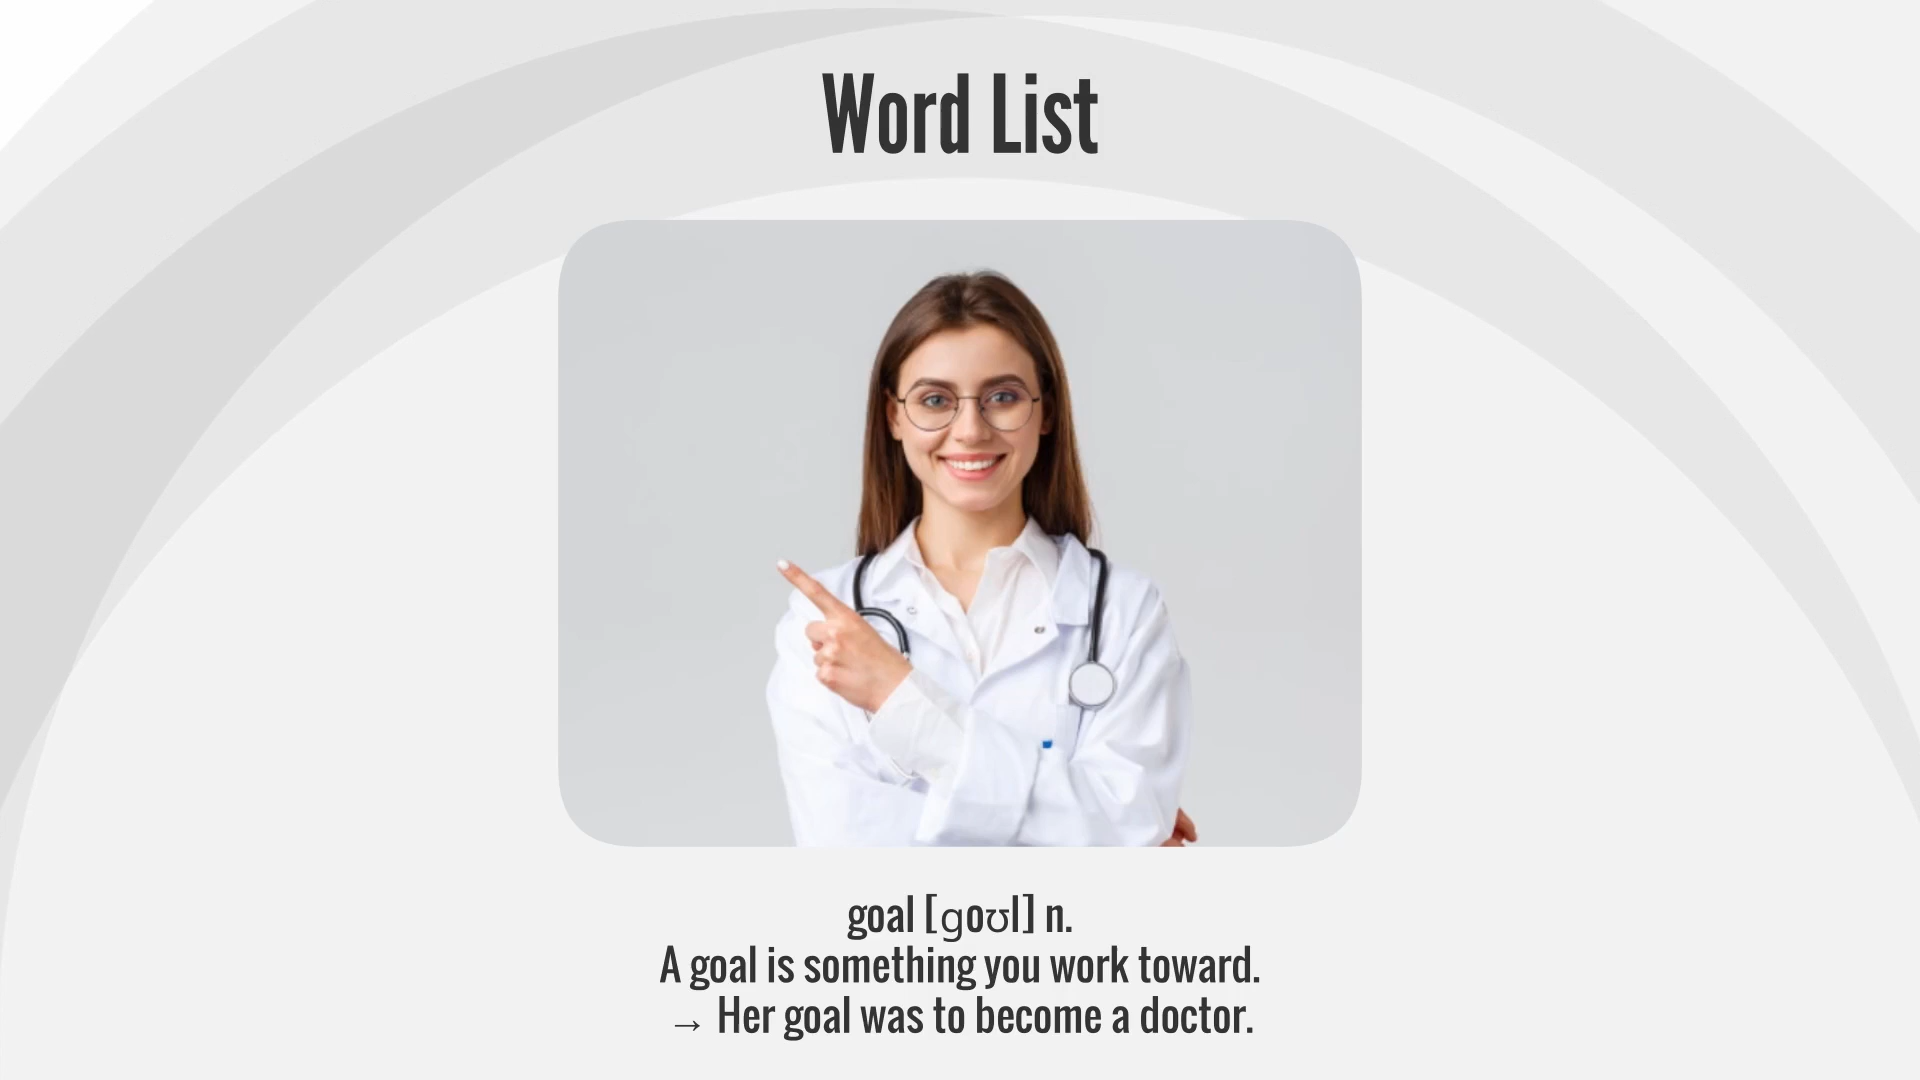 Word List
goal [ɡoʊl] n.
A goal is something you work toward.
→ Her goal was to become a doctor.